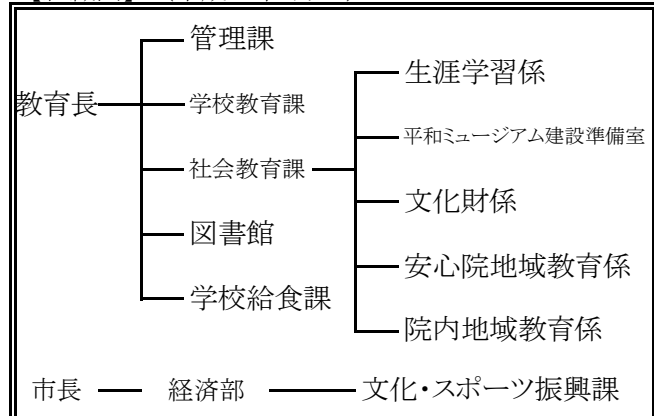 管理課
生涯学習係
教育長
学校教育課
平和ミュージアム建設準備室
社会教育課
文化財係
図書館
安心院地域教育係
学校給食課
院内地域教育係
市長 経済部 文化・スポーツ振興課